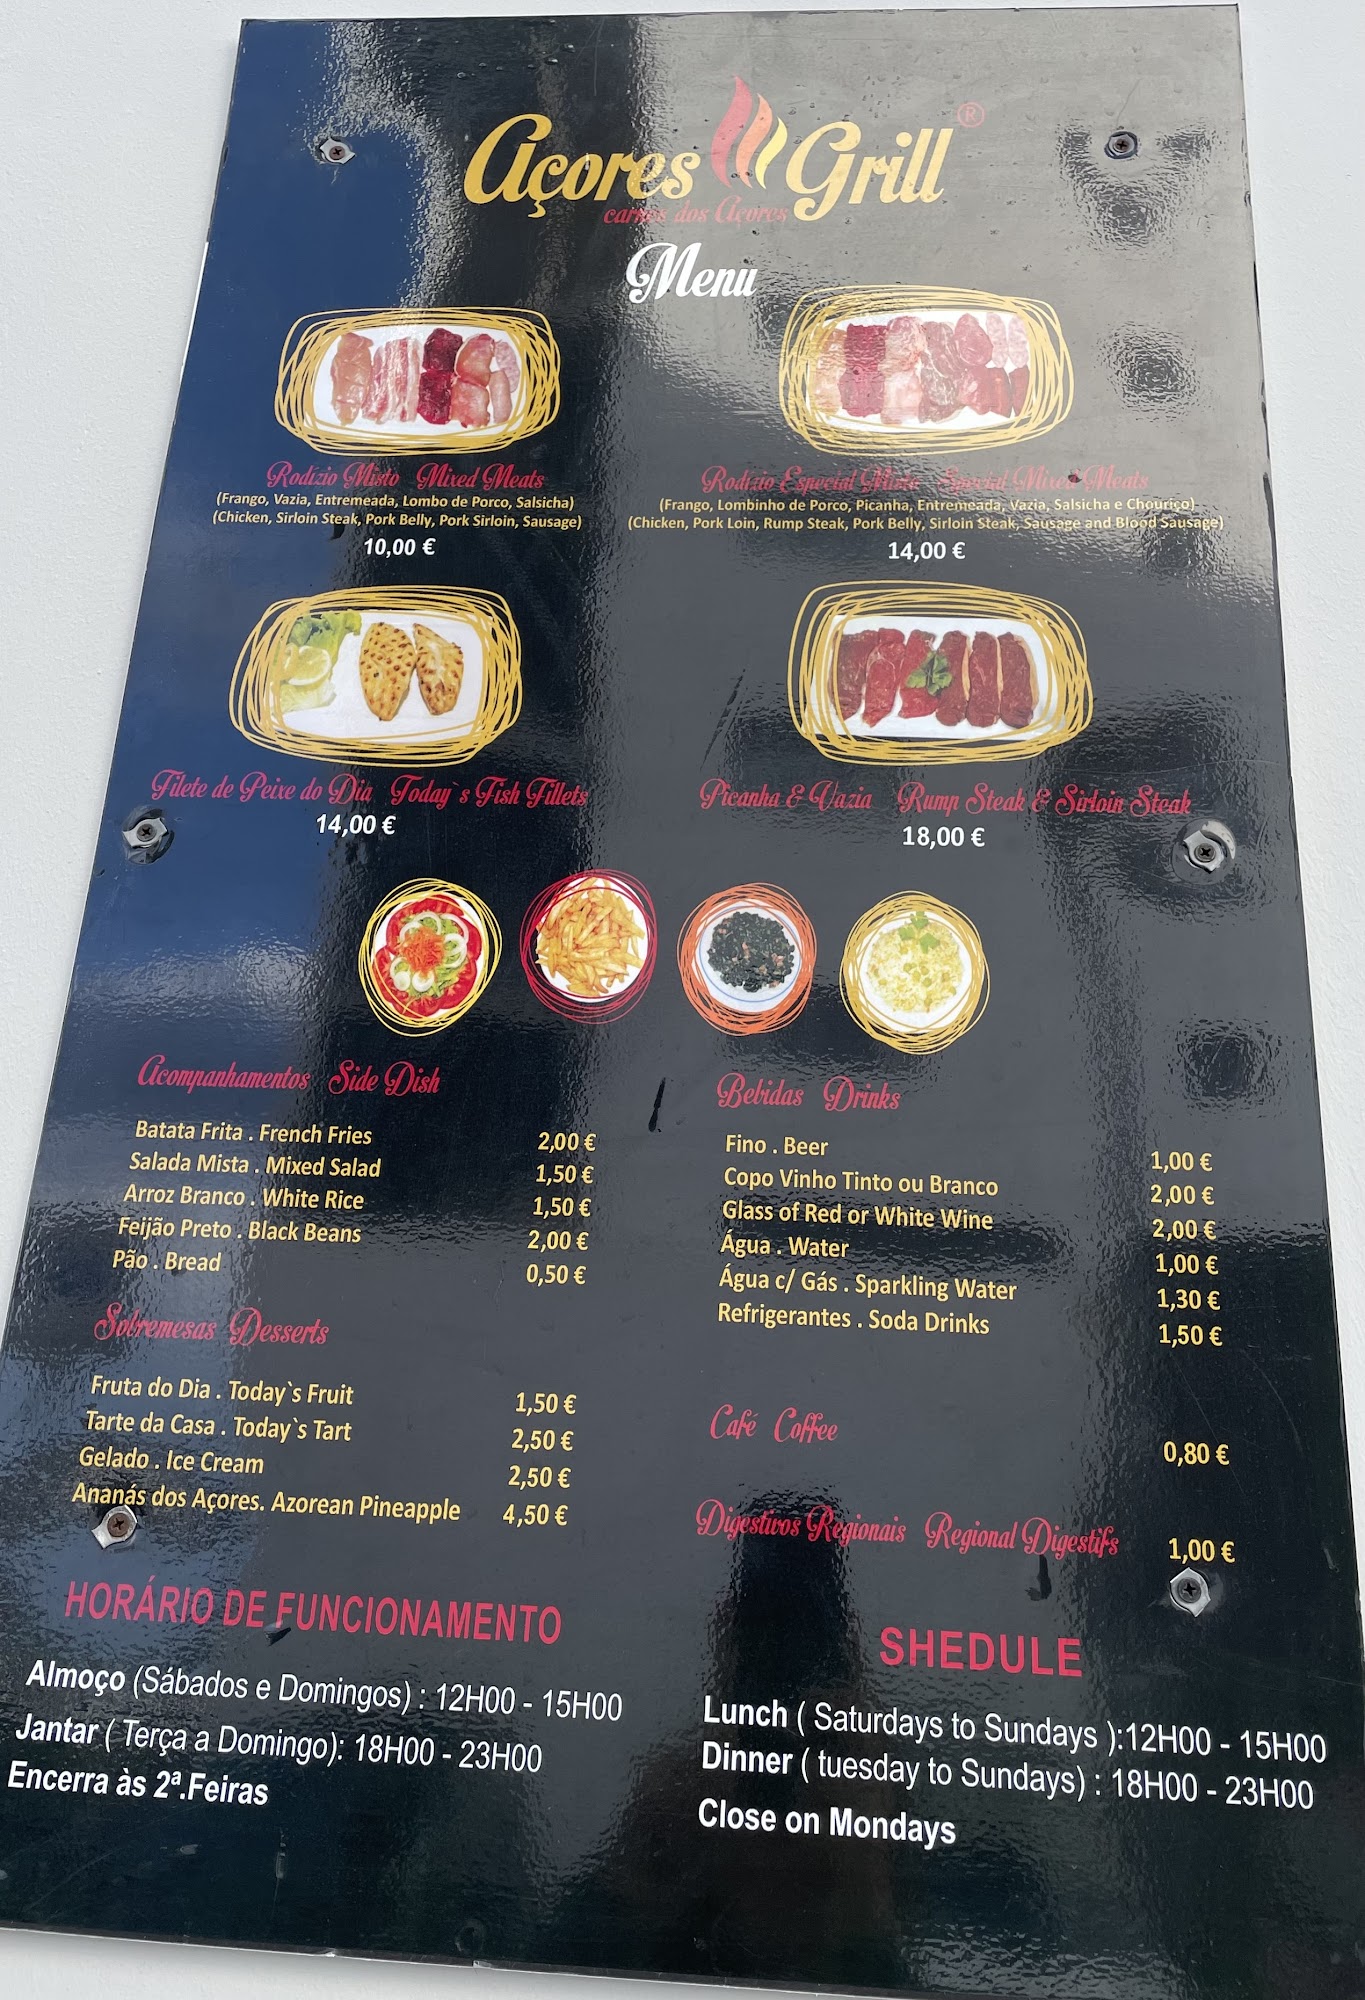 Açores Grill ®
carnes dos Açores
Menu
Rodízio Misto Mixed Meats
(Frango, Vazia, Entremeada, Lombo de Porco, Salsicha)
(Chicken, Sirloin Steak, Pork Belly, Pork Sirloin, Sausage)
10,00 €
Rodízio Especial Misto Special Mixed Meats
(Frango, Lombinho de Porco, Picanha, Entremeada, Vazia, Salsicha e Chouriço)
(Chicken, Pork Loin, Rump Steak, Pork Belly, Sirloin Steak, Sausage and Blood Sausage)
14,00 €
Filete de Peixe do Dia Today`s Fish Fillets
14,00 €
Picanha & Vazia Rump Steak & Sirloin Steak
18,00 €
Acompanhamentos Side Dish
Batata Frita . French Fries 2,00 €
Salada Mista . Mixed Salad 1,50 €
Arroz Branco . White Rice 1,50 €
Feijão Preto . Black Beans 2,00 €
Pão . Bread 0,50 €
Sobremesas Desserts
Fruta do Dia . Today`s Fruit 1,50 €
Tarte da Casa . Today`s Tart 2,50 €
Gelado . Ice Cream 2,50 €
Ananás dos Açores. Azorean Pineapple 4,50 €
Bebidas Drinks
Fino . Beer 1,00 €
Copo Vinho Tinto ou Branco 2,00 €
Glass of Red or White Wine 2,00 €
Água . Water 1,00 €
Água c/ Gás . Sparkling Water 1,30 €
Refrigerantes . Soda Drinks 1,50 €
Café Coffee 0,80 €
Digestivos Regionais Regional Digestifs 1,00 €
HORÁRIO DE FUNCIONAMENTO
Almoço (Sábados e Domingos) : 12H00 - 15H00
Jantar ( Terça a Domingo): 18H00 - 23H00
Encerra às 2ª.Feiras
SHEDULE
Lunch ( Saturdays to Sundays ):12H00 - 15H00
Dinner ( tuesday to Sundays) : 18H00 - 23H00
Close on Mondays